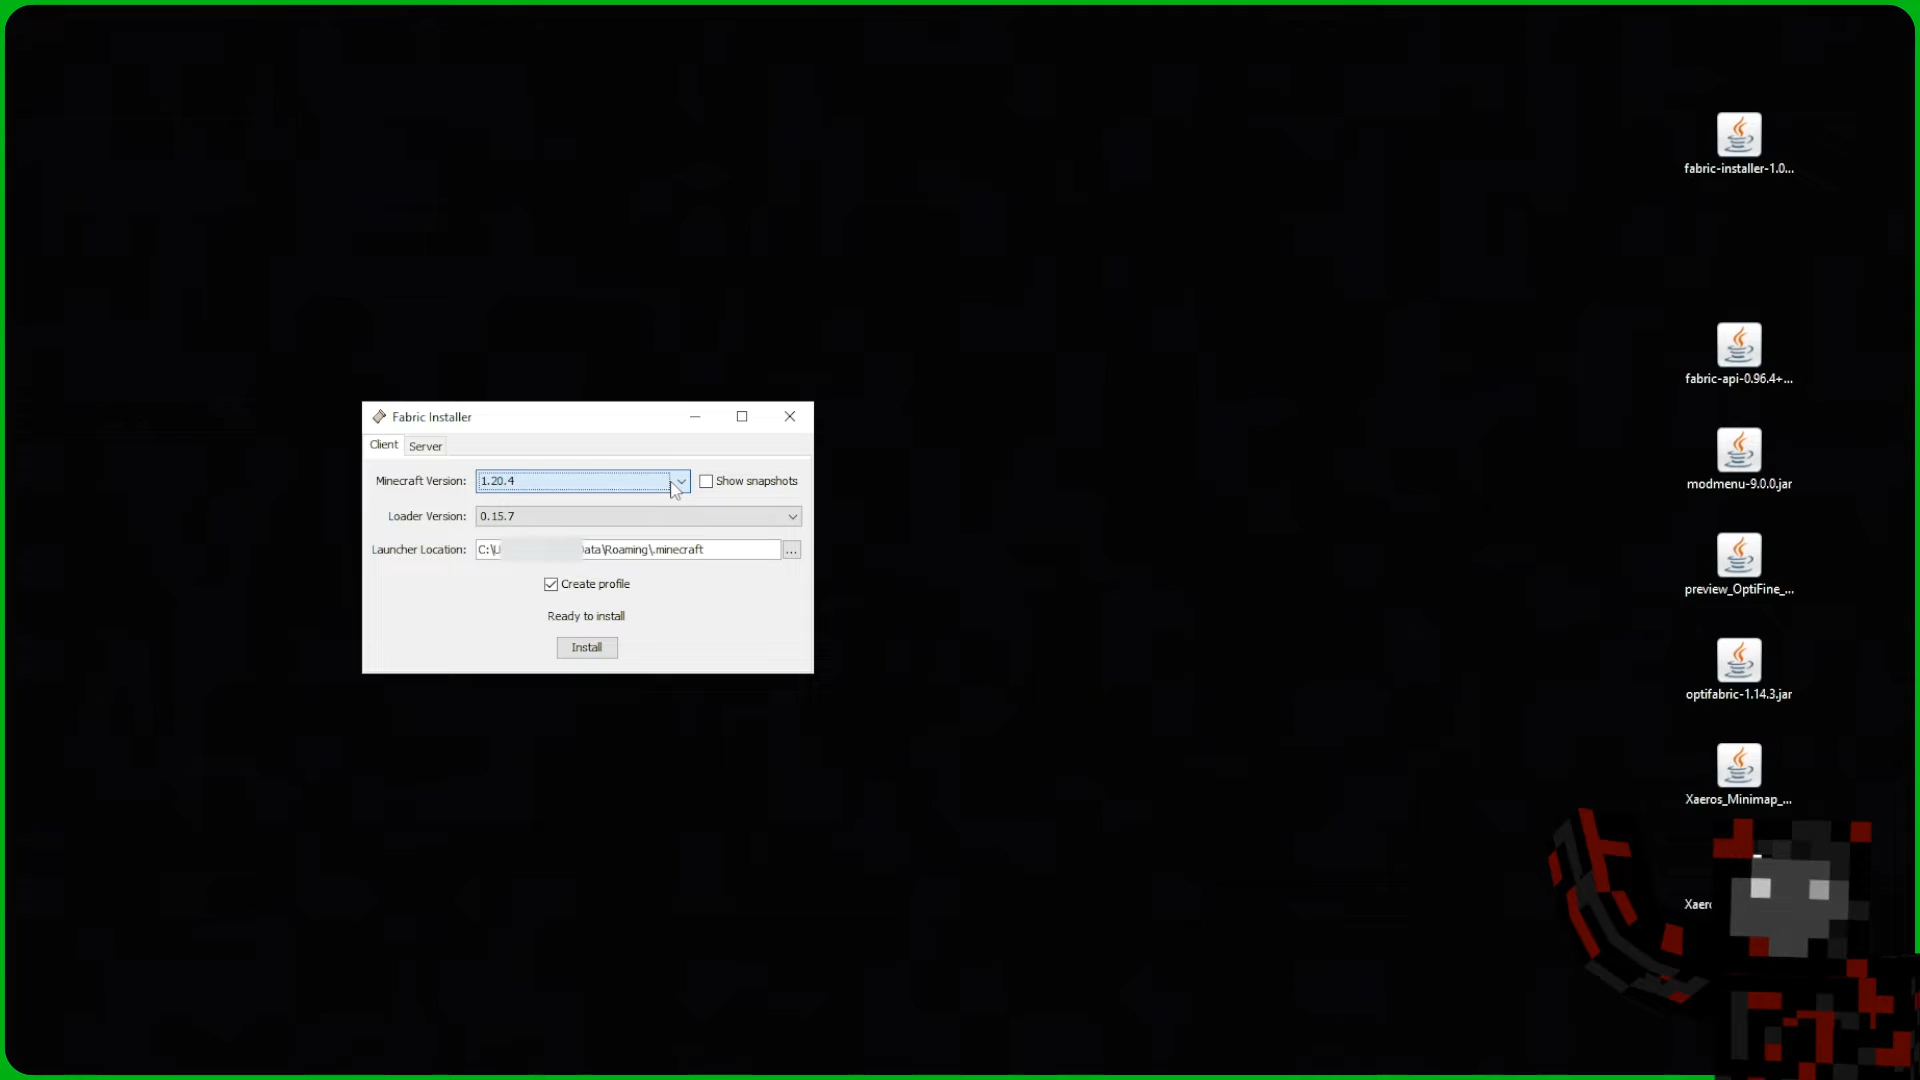 fabric-installer-1.0...
fabric-api-0.96.4+...
modmenu-9.0.0.jar
preview_OptiFine_...
optifabric-1.14.3.jar
Xaeros_Minimap_...
Xaero
Fabric Installer
Client Server
Minecraft Version: 1.20.4 Show snapshots
Loader Version: 0.15.7
Launcher Location: C:\U ata\Roaming\.minecraft ...
Create profile
Ready to install
Install